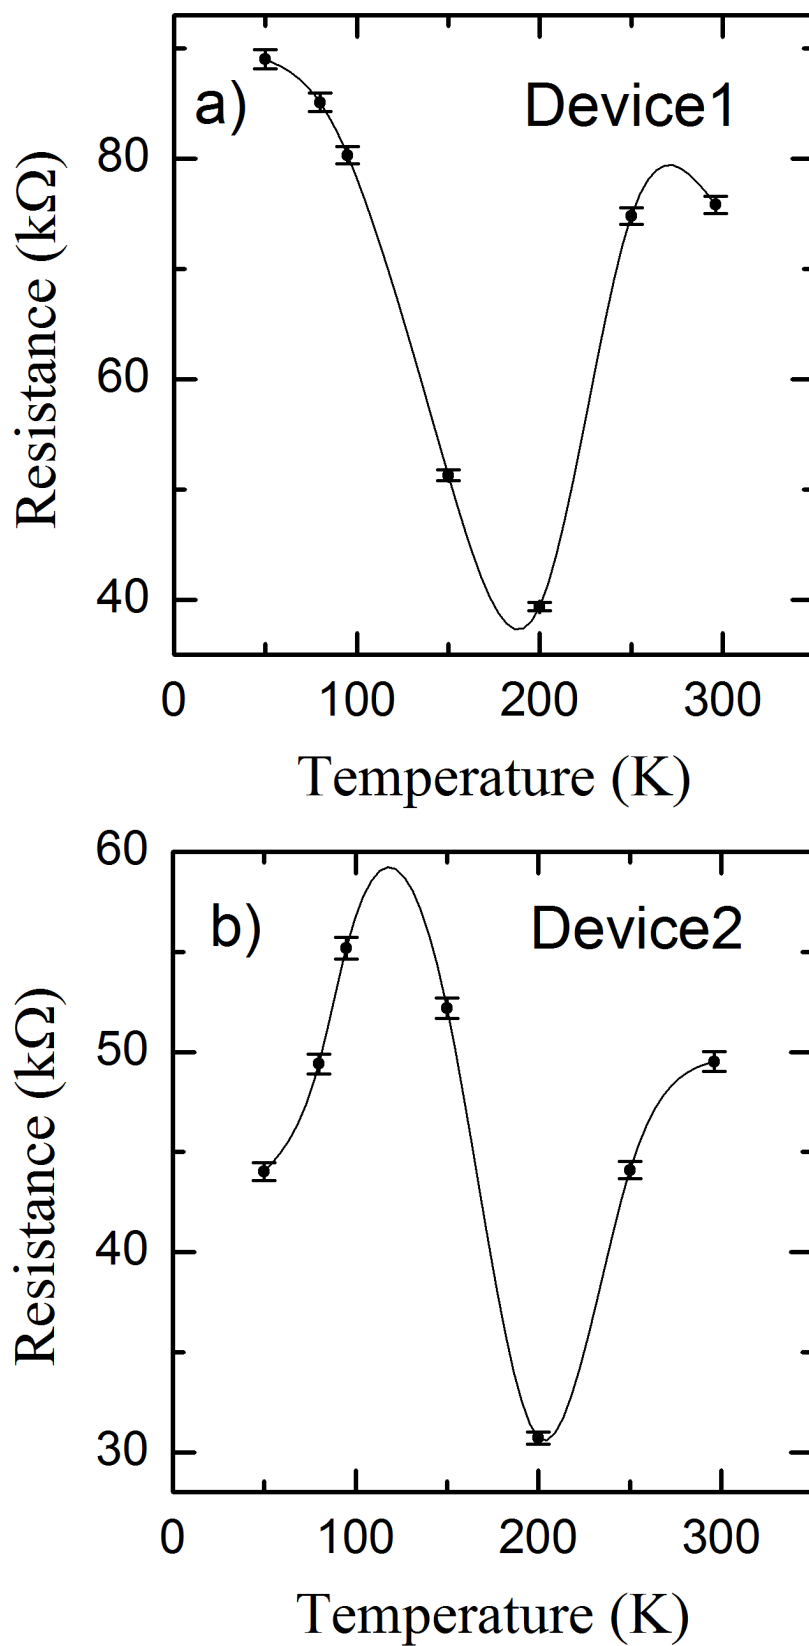 a) Device1
80
60
40
Resistance (kΩ)
0 100 200 300
Temperature (K)
b) Device2
60
50
40
30
Resistance (kΩ)
0 100 200 300
Temperature (K)